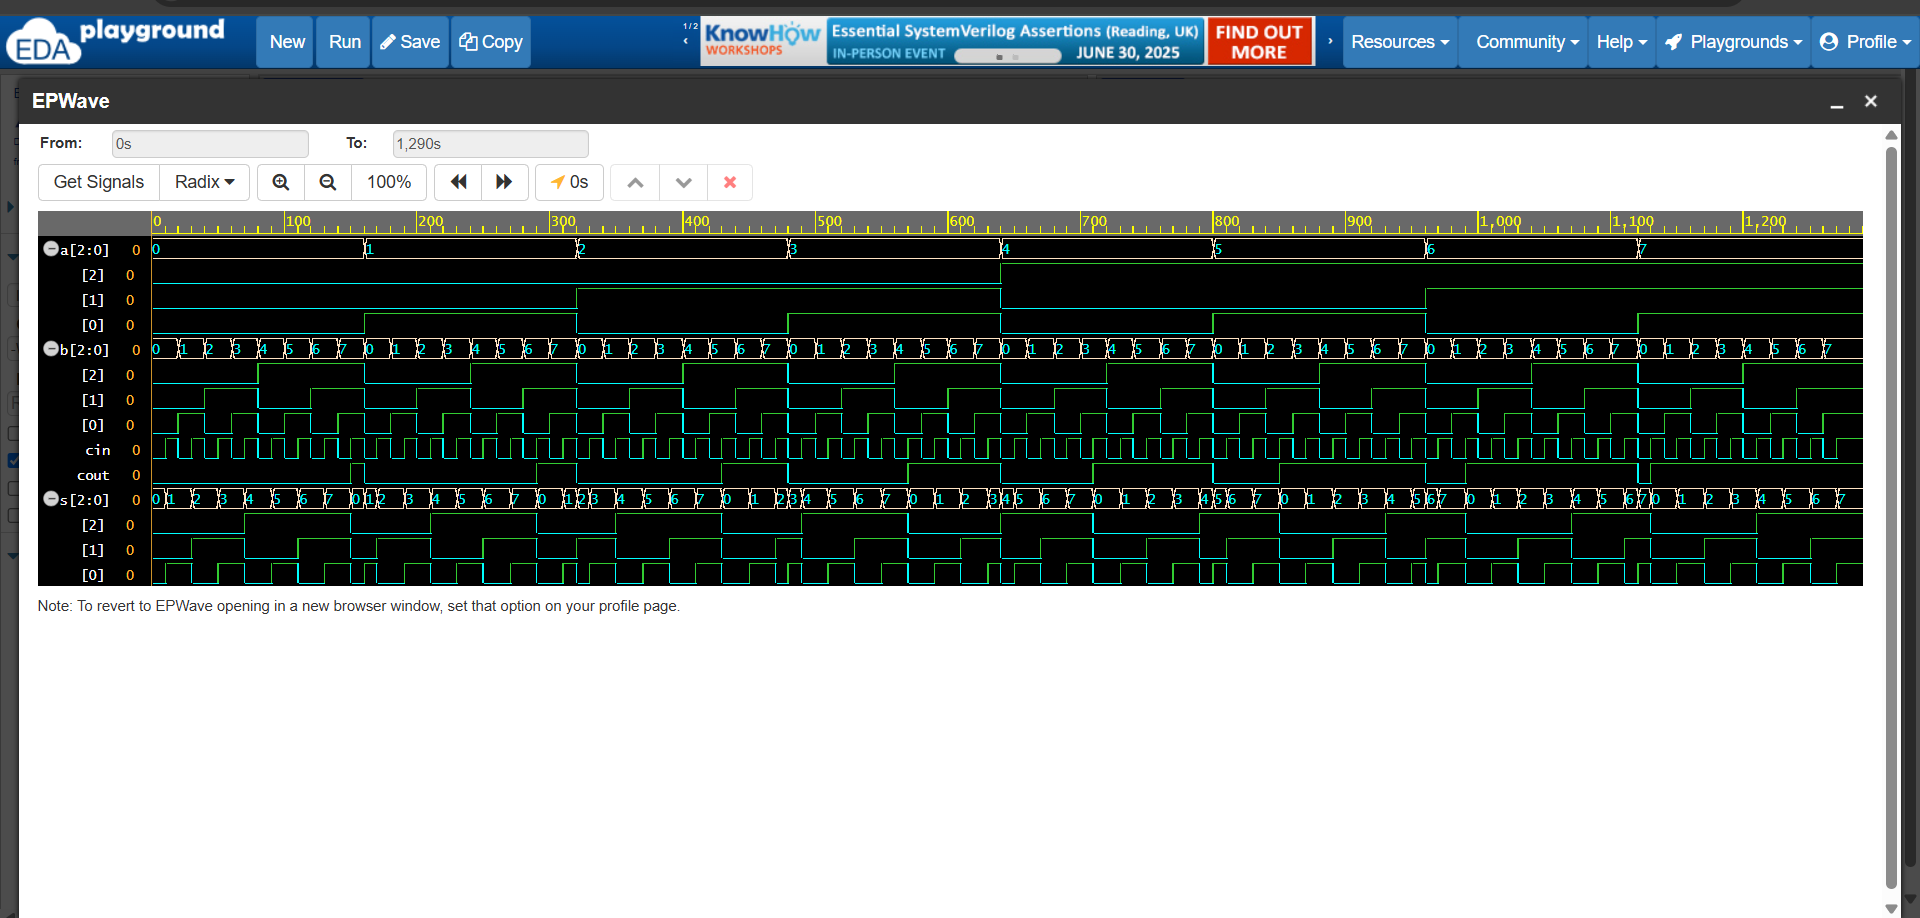 EDA playground
New Run Save Copy
1/2 ‹ KnowHow WORKSHOPS Essential SystemVerilog Assertions (Reading, UK) FIND OUT MORE ›
IN-PERSON EVENT JUNE 30, 2025
Resources Community Help Playgrounds Profile
EPWave
From: 0s To: 1,290s
Get Signals Radix 100% 0s
0 100 200 300 400 500 600 700 800 900 1,000 1,100 1,200
a[2:0] 0 0 1 2 3 4 5 6 7
[2] 0
[1] 0
[0] 0
b[2:0] 0 0 1 2 3 4 5 6 7 0 1 2 3 4 5 6 7 0 1 2 3 4 5 6 7 0 1 2 3 4 5 6 7 0 1 2 3 4 5 6 7 0 1 2 3 4 5 6 7 0 1 2 3 4 5 6 7 0 1 2 3 4 5 6 7
[2] 0
[1] 0
[0] 0
cin 0
cout 0
s[2:0] 0 0 1 2 3 4 5 6 7 0 1 2 3 4 5 6 7 0 1 2 3 4 5 6 7 0 1 2 3 4 5 6 7 0 1 2 3 4 5 6 7 0 1 2 3 4 5 6 7 0 1 2 3 4 5 6 7 0 1 2 3 4 5 6 7 0 1 2 3 4 5 6 7
[2] 0
[1] 0
[0] 0
Note: To revert to EPWave opening in a new browser window, set that option on your profile page.